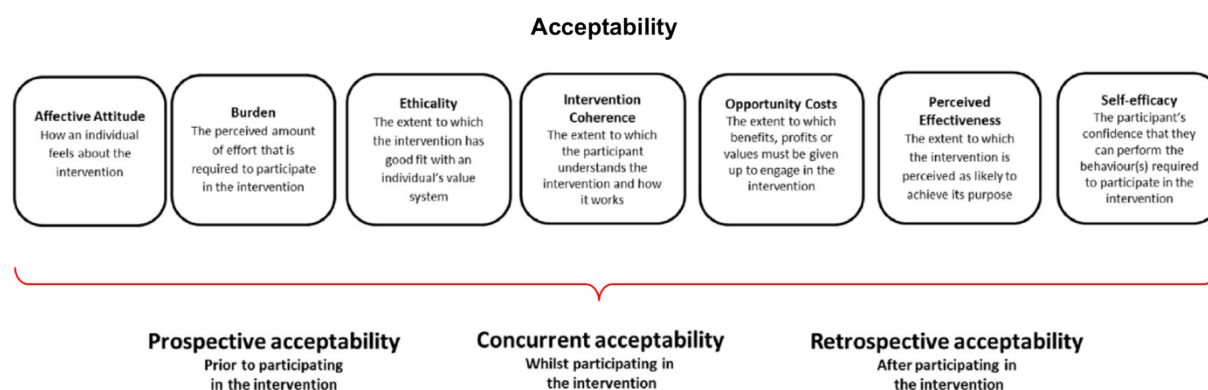 Acceptability
Affective Attitude
How an individual
feels about the
intervention
Burden
The perceived amount
of effort that is
required to participate
in the intervention
Ethicality
The extent to which
the intervention has
good fit with an
individual's value
system
Intervention
Coherence
The extent to which
the participant
understands the
intervention and how
it works
Opportunity Costs
The extent to which
benefits, profits or
values must be given
up to engage in the
intervention
Perceived
Effectiveness
The extent to which
the intervention is
perceived as likely to
achieve its purpose
Self-efficacy
The participant's
confidence that they
can perform the
behaviour(s) required
to participate in the
intervention
Prospective acceptability
Prior to participating
in the intervention
Concurrent acceptability
Whilst participating in
the intervention
Retrospective acceptability
After participating in
the intervention